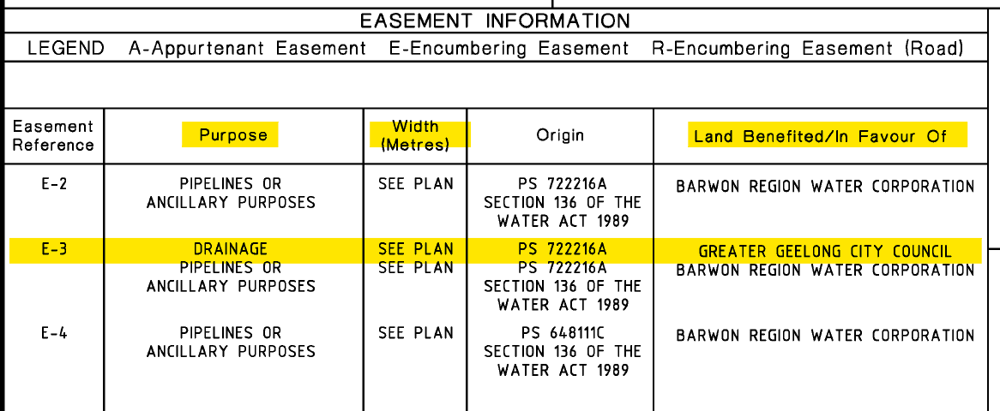 EASEMENT INFORMATION
LEGEND A-Appurtenant Easement E-Encumbering Easement R-Encumbering Easement (Road)
Easement Reference Purpose Width (Metres) Origin Land Benefited/In Favour Of
E-2 PIPELINES OR SEE PLAN PS 722216A BARWON REGION WATER CORPORATION
ANCILLARY PURPOSES SECTION 136 OF THE
WATER ACT 1989
E-3 DRAINAGE SEE PLAN PS 722216A GREATER GEELONG CITY COUNCIL
PIPELINES OR SEE PLAN PS 722216A BARWON REGION WATER CORPORATION
ANCILLARY PURPOSES SECTION 136 OF THE
WATER ACT 1989
E-4 PIPELINES OR SEE PLAN PS 648111C BARWON REGION WATER CORPORATION
ANCILLARY PURPOSES SECTION 136 OF THE
WATER ACT 1989